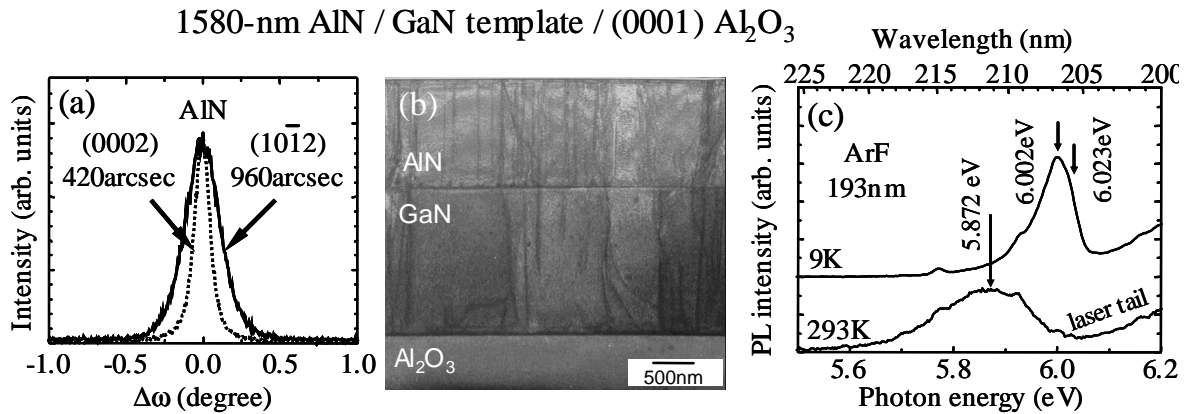 1580-nm AlN / GaN template / (0001) Al₂O₃
(a)
AlN
(0002)
420arcsec
(101̄2)
960arcsec
Intensity (arb. units)
-1.0 -0.5 0.0 0.5 1.0
Δω (degree)
(b)
AlN
GaN
Al₂O₃
500nm
Wavelength (nm)
225 220 215 210 205 200
(c)
ArF
193nm
6.002eV
6.023eV
5.872 eV
9K
293K
laser tail
PL intensity (arb. units)
5.6 5.8 6.0 6.2
Photon energy (eV)